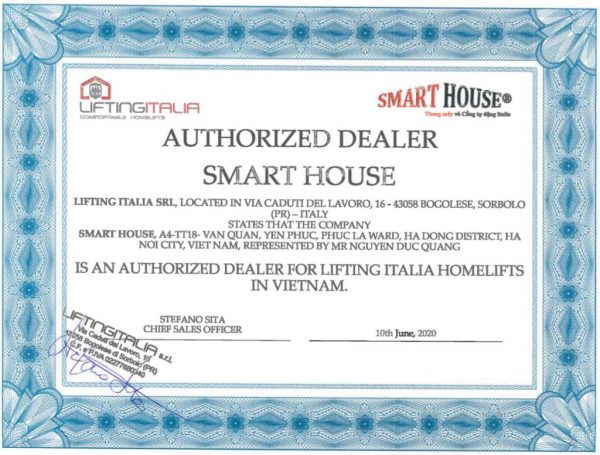 LIFTINGITALIA
COMFORTABLE HOMELIFTS
SMART HOUSE®
Thang máy và Cổng tự động Italia
AUTHORIZED DEALER
SMART HOUSE
LIFTING ITALIA SRL, LOCATED IN VIA CADUTI DEL LAVORO, 16 - 43058 BOGOLESE, SORBOLO
(PR) – ITALY
STATES THAT THE COMPANY
SMART HOUSE, A4-TT18- VAN QUAN, YEN PHUC, PHUC LA WARD, HA DONG DISTRICT, HA
NOI CITY, VIET NAM, REPRESENTED BY MR NGUYEN DUC QUANG
IS AN AUTHORIZED DEALER FOR LIFTING ITALIA HOMELIFTS
IN VIETNAM.
STEFANO SITA
CHIEF SALES OFFICER
10th June, 2020
LIFTINGITALIA s.r.l.
Via Caduti del Lavoro, 16
43058 Bogolese di Sorbolo (PR)
C.F. e P.IVA 02277680340